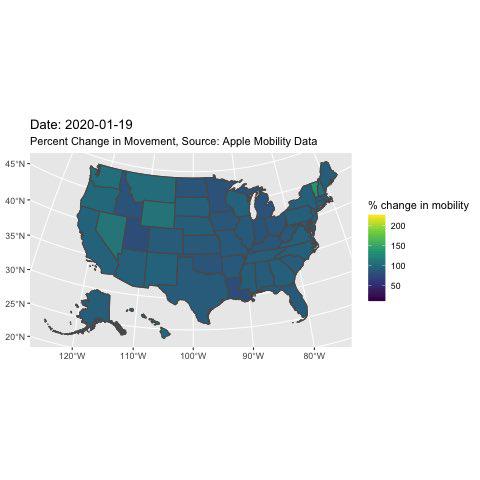 Date: 2020-01-19
Percent Change in Movement, Source: Apple Mobility Data
45°N
40°N
35°N
30°N
25°N
20°N
120°W
110°W
100°W
90°W
80°W
% change in mobility
200
150
100
50